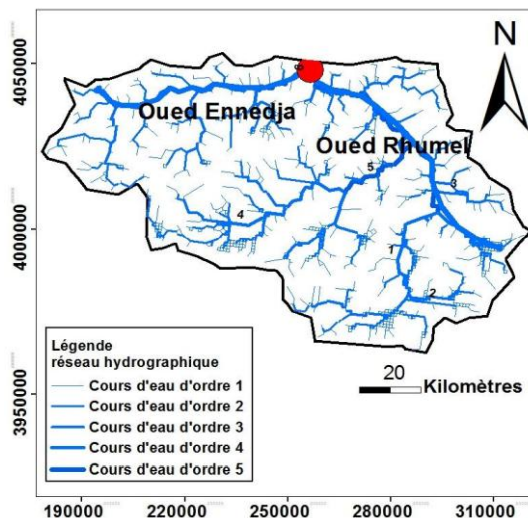 4050000
4000000
3950000
N
6
Oued Ennedja
Oued Rhumel
5
3
4
1
2
Légende
réseau hydrographique
Cours d'eau d'ordre 1
Cours d'eau d'ordre 2
Cours d'eau d'ordre 3
Cours d'eau d'ordre 4
Cours d'eau d'ordre 5
20
Kilomètres
190000 220000 250000 280000 310000